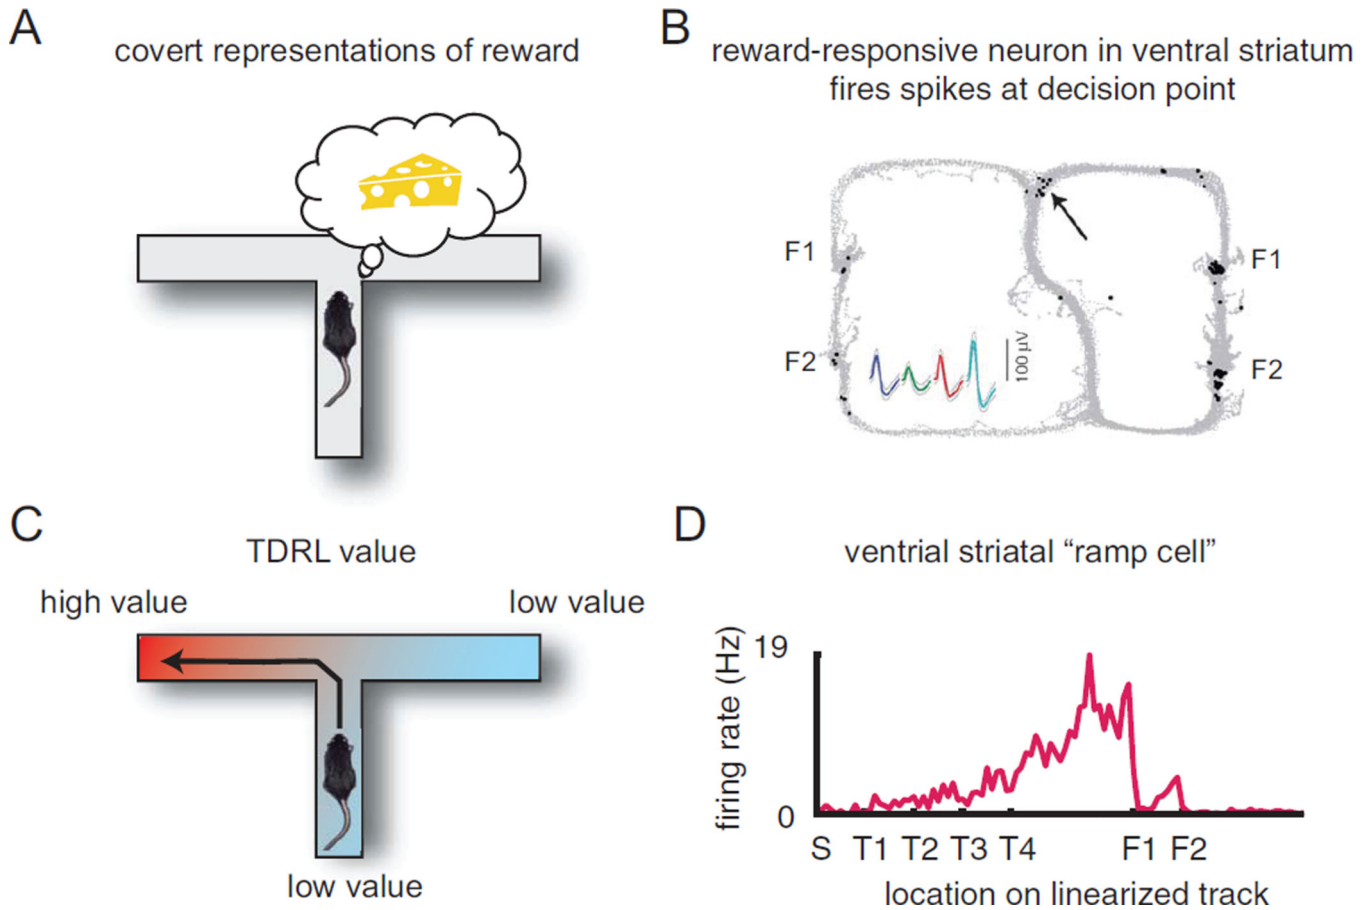 A
covert representations of reward
B
reward-responsive neuron in ventral striatum
fires spikes at decision point
F1
F1
F2
F2
100 µV
C
TDRL value
high value
low value
low value
D
ventrial striatal “ramp cell”
firing rate (Hz)
19
0
S T1 T2 T3 T4 F1 F2
location on linearized track